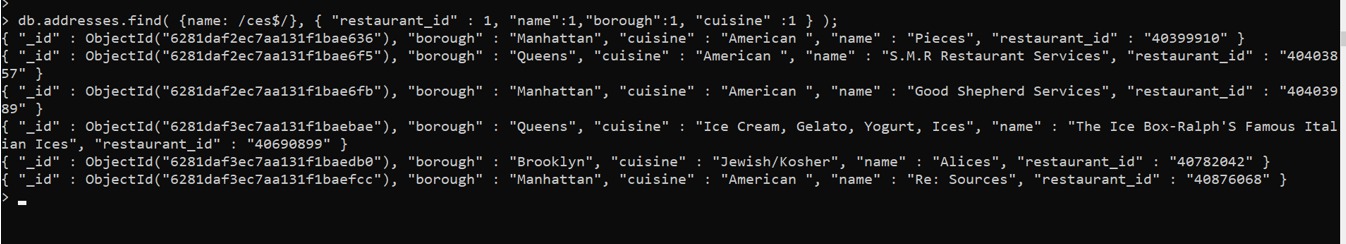 >
> db.addresses.find( {name: /ces$/}, { "restaurant_id" : 1, "name":1,"borough":1, "cuisine" :1 } );
{ "_id" : ObjectId("6281daf2ec7aa131f1bae636"), "borough" : "Manhattan", "cuisine" : "American ", "name" : "Pieces", "restaurant_id" : "40399910" }
{ "_id" : ObjectId("6281daf2ec7aa131f1bae6f5"), "borough" : "Queens", "cuisine" : "American ", "name" : "S.M.R Restaurant Services", "restaurant_id" : "404038
57" }
{ "_id" : ObjectId("6281daf2ec7aa131f1bae6fb"), "borough" : "Manhattan", "cuisine" : "American ", "name" : "Good Shepherd Services", "restaurant_id" : "404039
89" }
{ "_id" : ObjectId("6281daf3ec7aa131f1baebae"), "borough" : "Queens", "cuisine" : "Ice Cream, Gelato, Yogurt, Ices", "name" : "The Ice Box-Ralph'S Famous Ital
ian Ices", "restaurant_id" : "40690899" }
{ "_id" : ObjectId("6281daf3ec7aa131f1baedb0"), "borough" : "Brooklyn", "cuisine" : "Jewish/Kosher", "name" : "Alices", "restaurant_id" : "40782042" }
{ "_id" : ObjectId("6281daf3ec7aa131f1baefcc"), "borough" : "Manhattan", "cuisine" : "American ", "name" : "Re: Sources", "restaurant_id" : "40876068" }
>